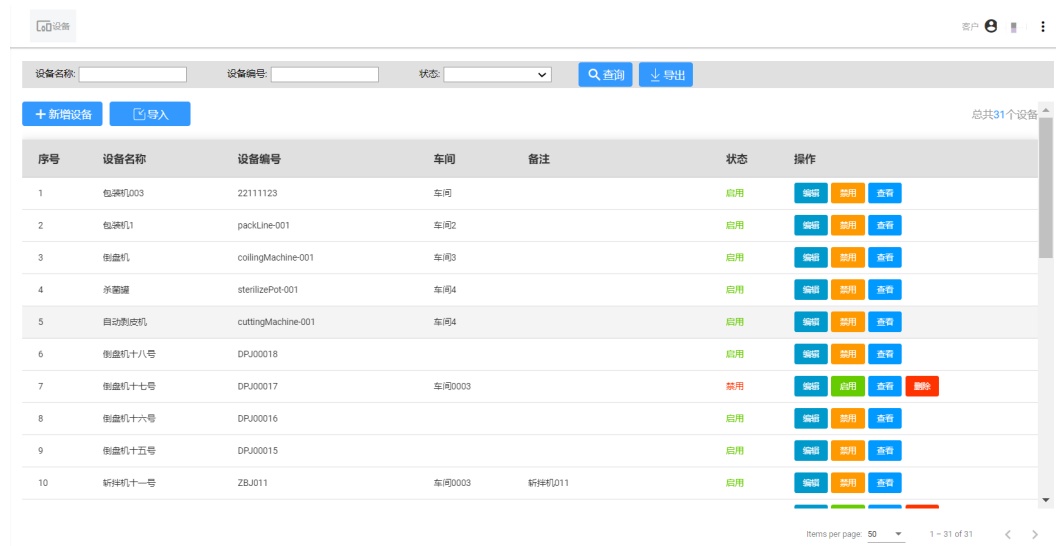 设备
客户
设备名称: 设备编号: 状态: 查询 导出
新增设备 导入 总共31个设备
序号 设备名称 设备编号 车间 备注 状态 操作
1 包装机003 22111123 车间 启用 编辑 禁用 查看
2 包装机1 packLine-001 车间2 启用 编辑 禁用 查看
3 倒盘机 coilingMachine-001 车间3 启用 编辑 禁用 查看
4 杀菌罐 sterilizePot-001 车间4 启用 编辑 禁用 查看
5 自动剥皮机 cuttingMachine-001 车间4 启用 编辑 禁用 查看
6 倒盘机十八号 DPJ00018 启用 编辑 禁用 查看
7 倒盘机十七号 DPJ00017 车间0003 禁用 编辑 启用 查看 删除
8 倒盘机十六号 DPJ00016 启用 编辑 禁用 查看
9 倒盘机十五号 DPJ00015 启用 编辑 禁用 查看
10 斩拌机十一号 ZBJ011 车间0003 斩拌机011 启用 编辑 禁用 查看
Items per page: 50 1 – 31 of 31